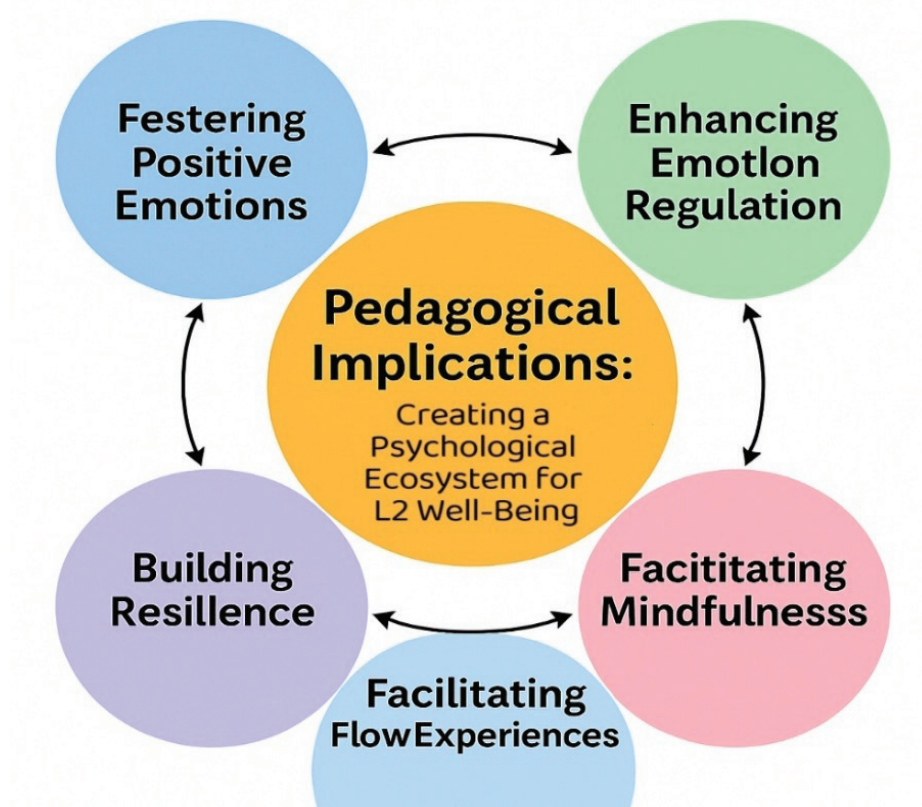 Festering
Positive
Emotions
Enhancing
Emotlon
Regulation
Pedagogical
Implications:
Creating a
Psychological
Ecosystem for
L2 Well-Being
Building
Resillence
Facititating
Mindfulnesss
Facilitating
FlowExperiences